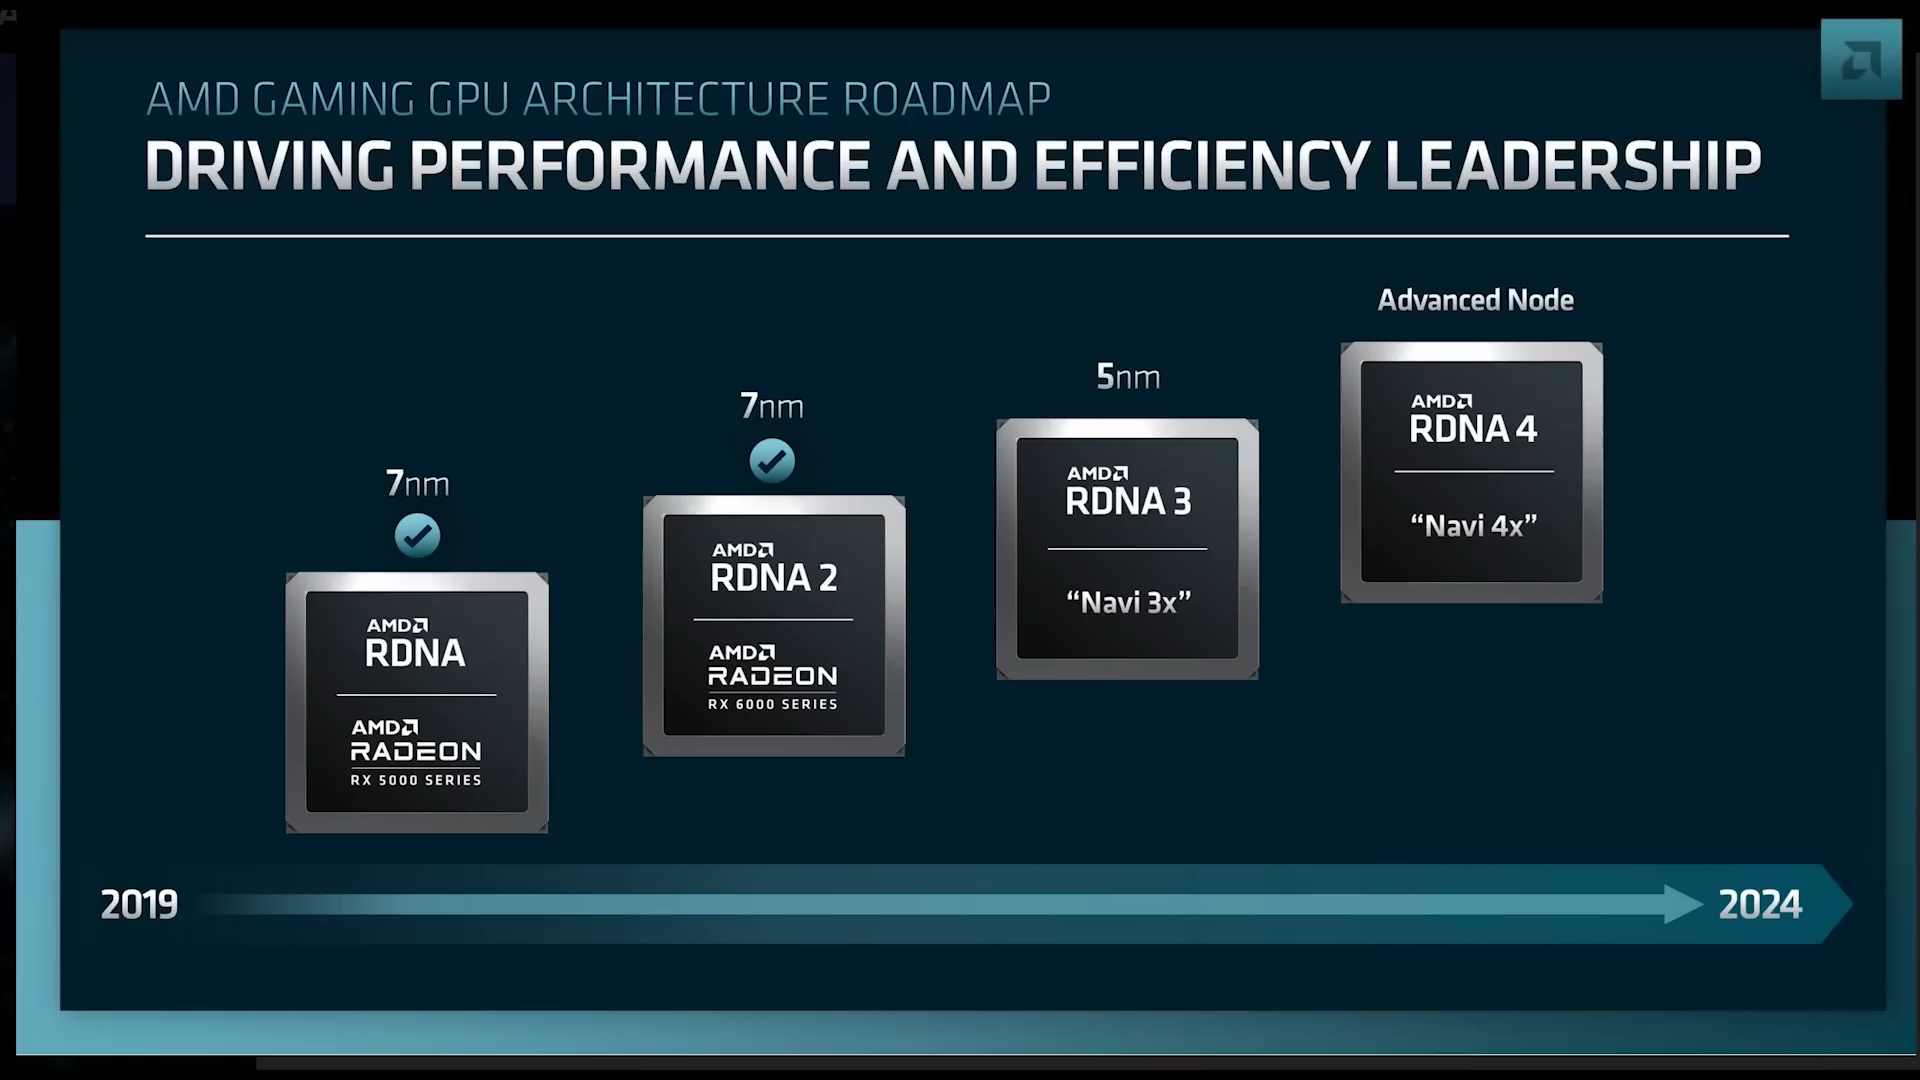 AMD GAMING GPU ARCHITECTURE ROADMAP
DRIVING PERFORMANCE AND EFFICIENCY LEADERSHIP
7nm
AMD
RDNA
AMD
RADEON
RX 5000 SERIES
7nm
AMD
RDNA 2
AMD
RADEON
RX 6000 SERIES
5nm
AMD
RDNA 3
“Navi 3x”
Advanced Node
AMD
RDNA 4
“Navi 4x”
2019
2024